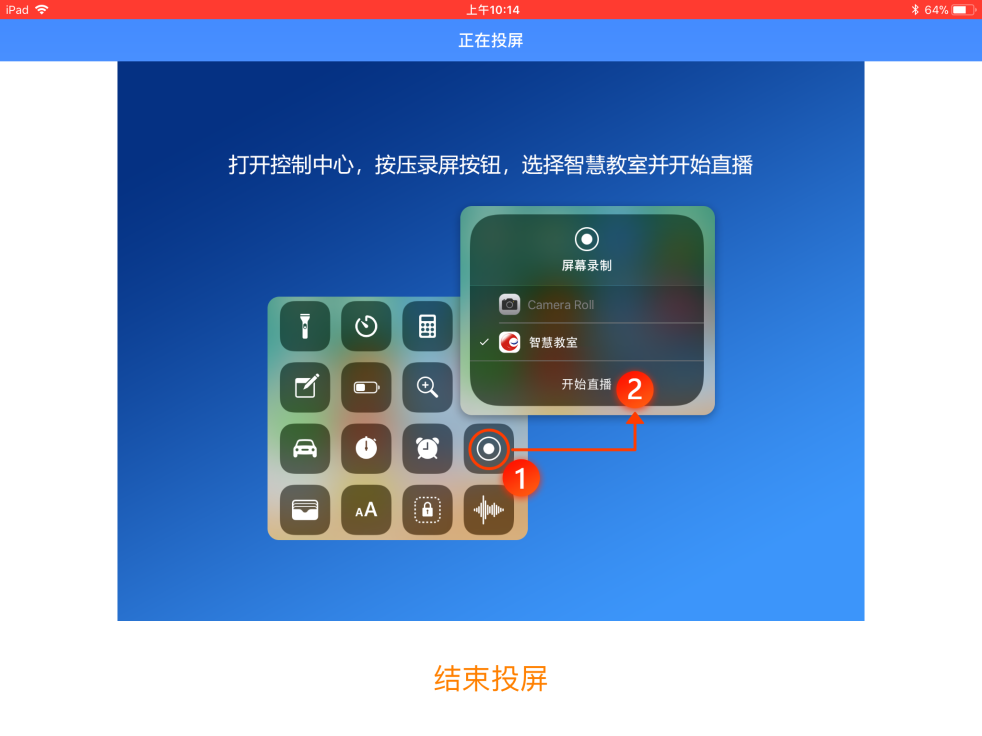 iPad 上午10:14 64%
正在投屏
打开控制中心，按压录屏按钮，选择智慧教室并开始直播
屏幕录制
Camera Roll
智慧教室
开始直播 2
1
AA
结束投屏